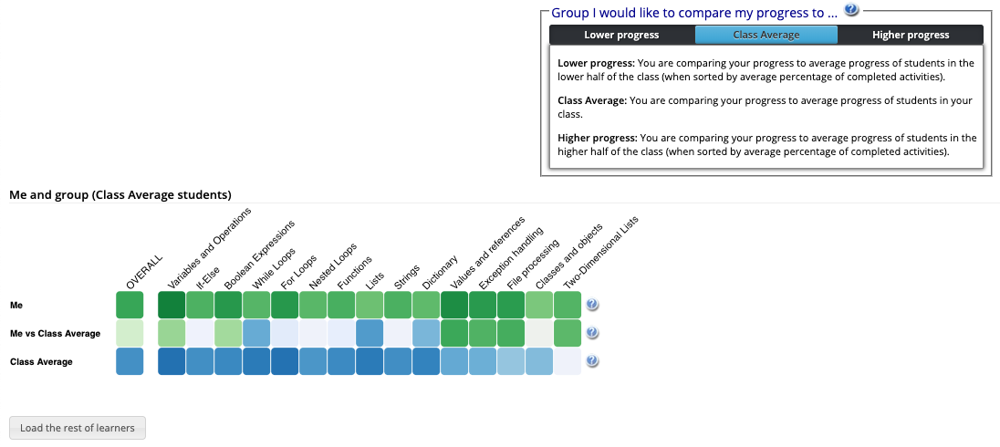 Group I would like to compare my progress to ...
Lower progress Class Average Higher progress
Lower progress: You are comparing your progress to average progress of students in the
lower half of the class (when sorted by average percentage of completed activities).
Class Average: You are comparing your progress to average progress of students in your
class.
Higher progress: You are comparing your progress to average progress of students in the
higher half of the class (when sorted by average percentage of completed activities).
Me and group (Class Average students)
OVERALL
Variables and Operations
If-Else
Boolean Expressions
While Loops
For Loops
Nested Loops
Functions
Lists
Strings
Dictionary
Values and references
Exception handling
File processing
Classes and objects
Two-Dimensional Lists
Me
Me vs Class Average
Class Average
Load the rest of learners